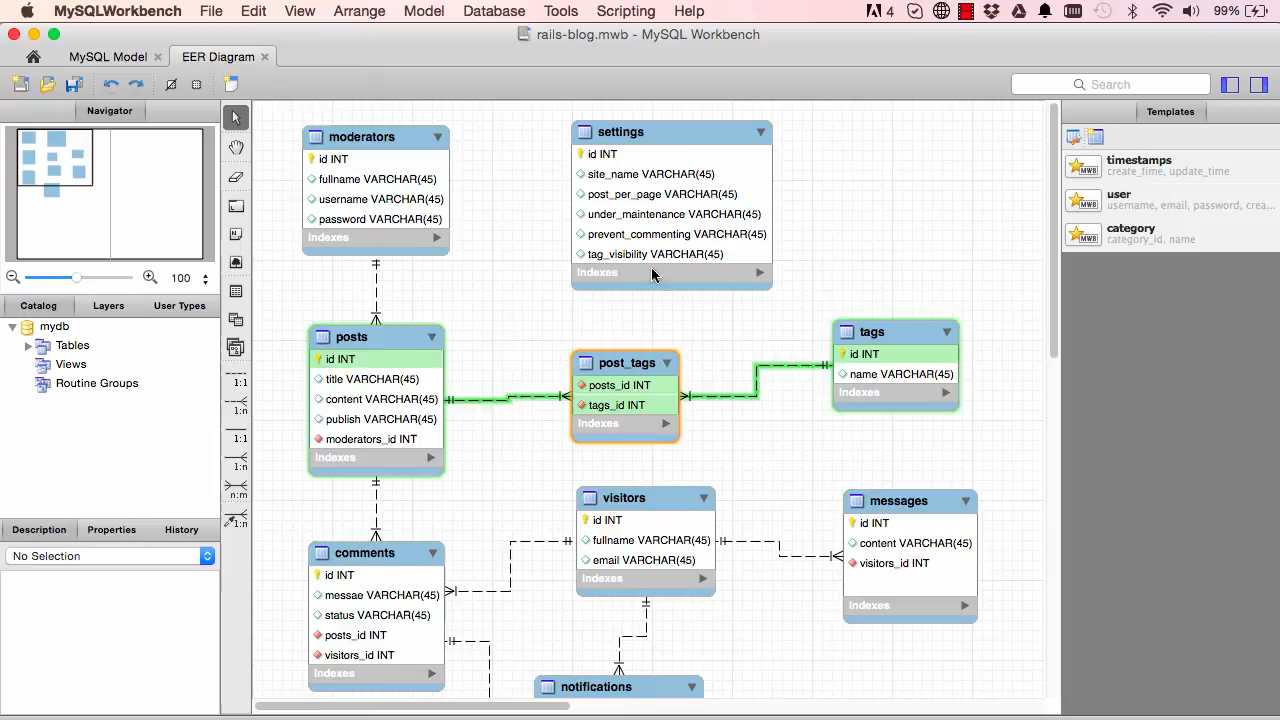 MySQLWorkbench File Edit View Arrange Model Database Tools Scripting Help 4 99%
rails-blog.mwb - MySQL Workbench
MySQL Model EER Diagram
Search
Navigator
100
Catalog Layers User Types
mydb
Tables
Views
Routine Groups
Description Properties History
No Selection
1:1
1:n
1:1
1:n
n:m
1:n
moderators
id INT
fullname VARCHAR(45)
username VARCHAR(45)
password VARCHAR(45)
Indexes
settings
id INT
site_name VARCHAR(45)
post_per_page VARCHAR(45)
under_maintenance VARCHAR(45)
prevent_commenting VARCHAR(45)
tag_visibility VARCHAR(45)
Indexes
posts
id INT
title VARCHAR(45)
content VARCHAR(45)
publish VARCHAR(45)
moderators_id INT
Indexes
post_tags
posts_id INT
tags_id INT
Indexes
tags
id INT
name VARCHAR(45)
Indexes
comments
id INT
messae VARCHAR(45)
status VARCHAR(45)
posts_id INT
visitors_id INT
Indexes
visitors
id INT
fullname VARCHAR(45)
email VARCHAR(45)
Indexes
messages
id INT
content VARCHAR(45)
visitors_id INT
Indexes
notifications
Templates
MWB
timestamps
create_time, update_time
MWB
user
username, email, password, crea...
MWB
category
category_id, name